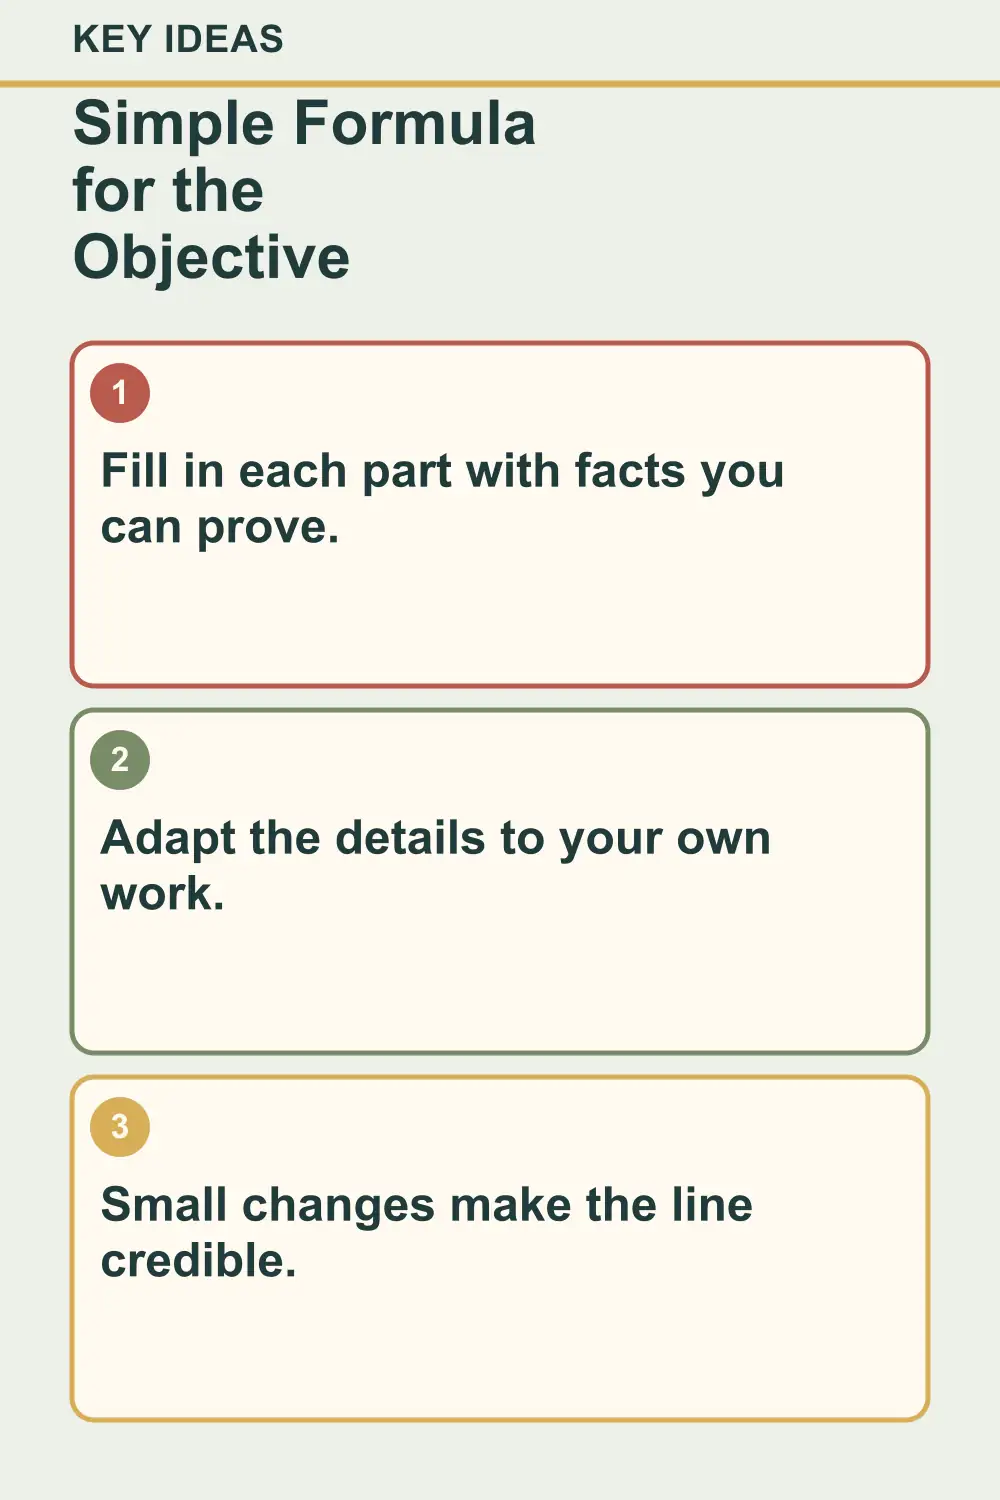 KEY IDEAS
Simple Formula
for the
Objective
1
Fill in each part with facts you
can prove.
2
Adapt the details to your own
work.
3
Small changes make the line
credible.